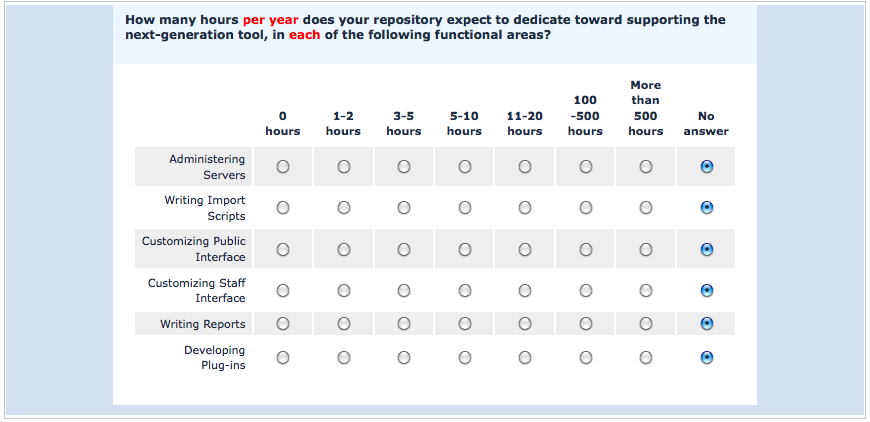 How many hours per year does your repository expect to dedicate toward supporting the
next-generation tool, in each of the following functional areas?
0 hours
1-2 hours
3-5 hours
5-10 hours
11-20 hours
100 -500 hours
More than 500 hours
No answer
Administering
Servers
Writing Import
Scripts
Customizing Public
Interface
Customizing Staff
Interface
Writing Reports
Developing
Plug-ins